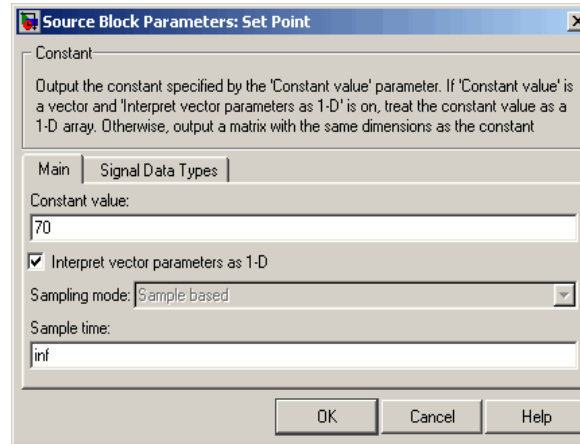 Source Block Parameters: Set Point
Constant
Output the constant specified by the 'Constant value' parameter. If 'Constant value' is
a vector and 'Interpret vector parameters as 1-D' is on, treat the constant value as a
1-D array. Otherwise, output a matrix with the same dimensions as the constant
Main
Signal Data Types
Constant value:
70
Interpret vector parameters as 1-D
Sampling mode: Sample based
Sample time:
inf
OK
Cancel
Help